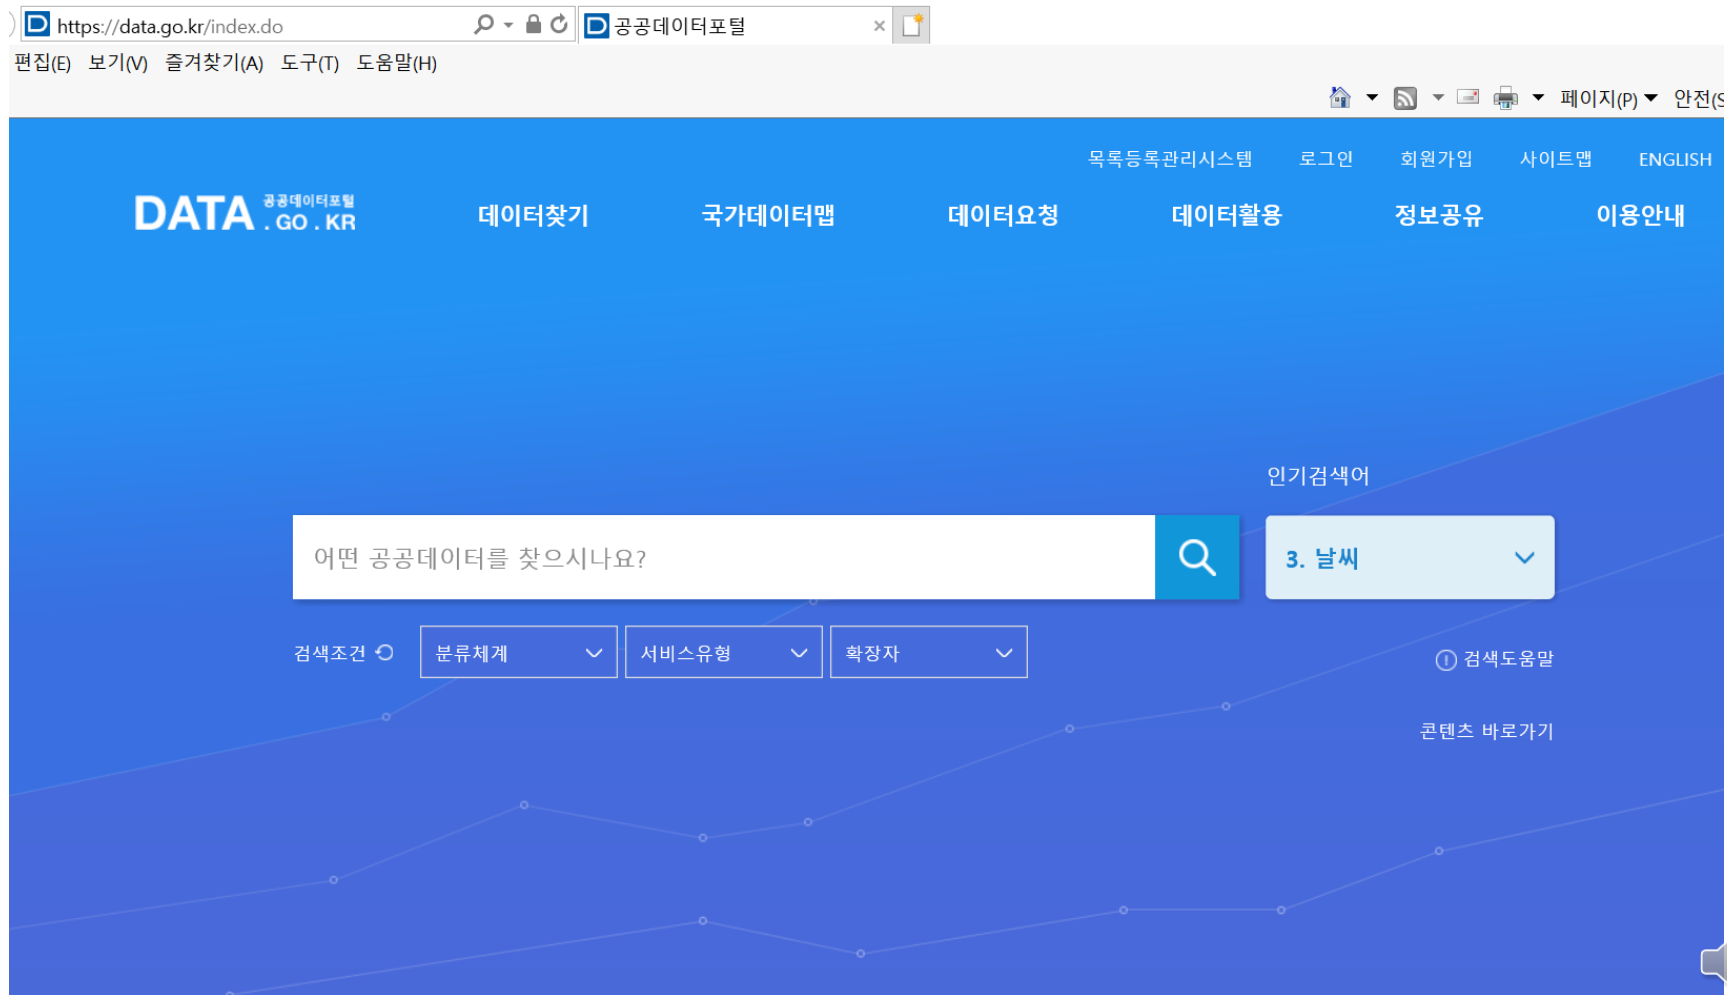 https://data.go.kr/index.do 공공데이터포털
편집(E) 보기(V) 즐겨찾기(A) 도구(T) 도움말(H)
페이지(P) 안전(S
목록등록관리시스템 로그인 회원가입 사이트맵 ENGLISH
DATA 공공데이터포털 .GO.KR 데이터찾기 국가데이터맵 데이터요청 데이터활용 정보공유 이용안내
인기검색어
어떤 공공데이터를 찾으시나요? 3. 날씨
검색조건 분류체계 서비스유형 확장자 검색도움말
콘텐츠 바로가기